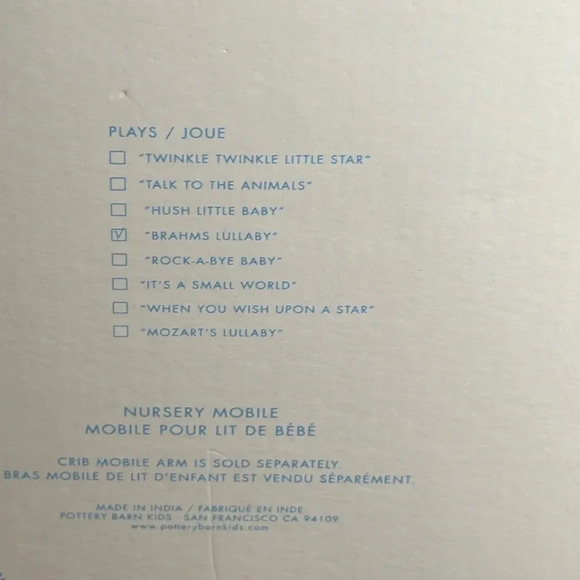 PLAYS / JOUE
☐ "TWINKLE TWINKLE LITTLE STAR"
☐ "TALK TO THE ANIMALS"
☐ "HUSH LITTLE BABY"
☑ "BRAHMS LULLABY"
☐ "ROCK-A-BYE BABY"
☐ "IT'S A SMALL WORLD"
☐ "WHEN YOU WISH UPON A STAR"
☐ "MOZART'S LULLABY"
NURSERY MOBILE
MOBILE POUR LIT DE BÉBÉ
CRIB MOBILE ARM IS SOLD SEPARATELY.
BRAS MOBILE DE LIT D'ENFANT EST VENDU SÉPARÉMENT
MADE IN INDIA / FABRIQUÉ EN INDE
POTTERY BARN KIDS SAN FRANCISCO CA 94109
www.potterybarnkids.com